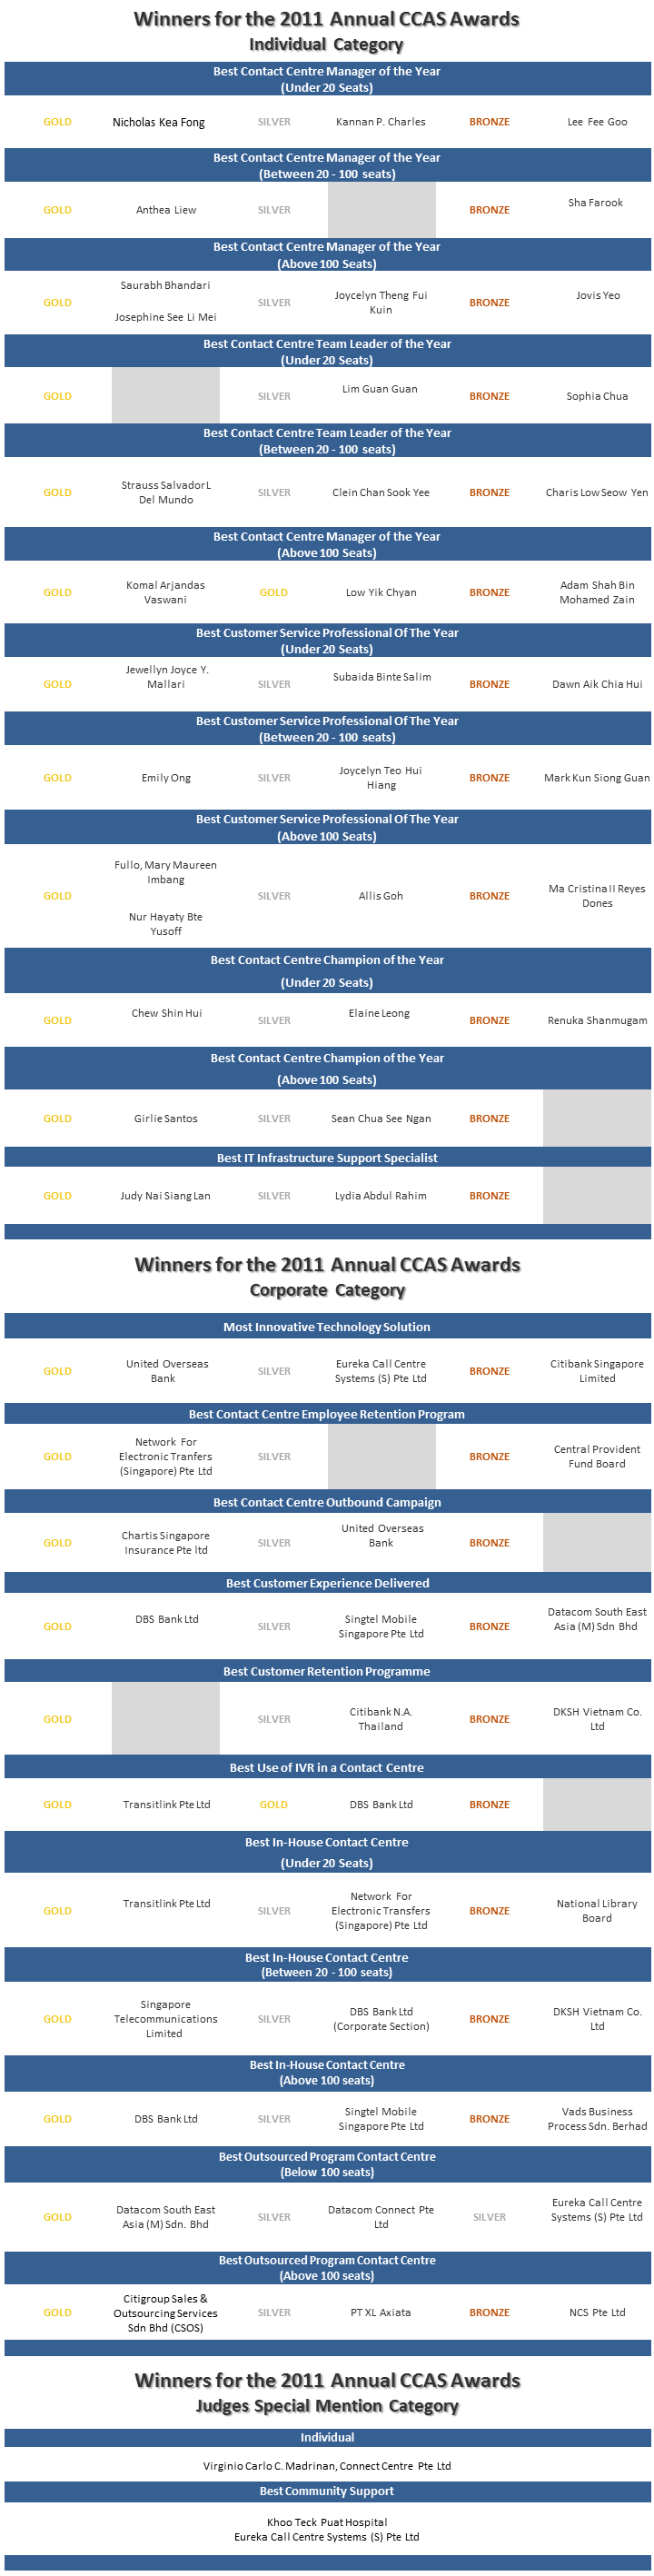 Winners for the 2011 Annual CCAS Awards
Individual Category
Best Contact Centre Manager of the Year
(Under 20 Seats)
GOLD Nicholas Kea Fong SILVER Kannan P. Charles BRONZE Lee Fee Goo
Best Contact Centre Manager of the Year
(Between 20 - 100 seats)
GOLD Anthea Liew SILVER BRONZE Sha Farook
Best Contact Centre Manager of the Year
(Above 100 Seats)
GOLD Saurabh Bhandari
Josephine See Li Mei
SILVER Joycelyn Theng Fui
Kuin
BRONZE Jovis Yeo
Best Contact Centre Team Leader of the Year
(Under 20 Seats)
GOLD SILVER Lim Guan Guan BRONZE Sophia Chua
Best Contact Centre Team Leader of the Year
(Between 20 - 100 seats)
GOLD Strauss Salvador L
Del Mundo
SILVER Clein Chan Sook Yee BRONZE Charis Low Seow Yen
Best Contact Centre Manager of the Year
(Above 100 Seats)
GOLD Komal Arjandas
Vaswani
GOLD Low Yik Chyan BRONZE Adam Shah Bin
Mohamed Zain
Best Customer Service Professional Of The Year
(Under 20 Seats)
GOLD Jewellyn Joyce Y.
Mallari
SILVER Subaida Binte Salim BRONZE Dawn Aik Chia Hui
Best Customer Service Professional Of The Year
(Between 20 - 100 seats)
GOLD Emily Ong SILVER Joycelyn Teo Hui
Hiang
BRONZE Mark Kun Siong Guan
Best Customer Service Professional Of The Year
(Above 100 Seats)
GOLD Fullo, Mary Maureen
Imbang
Nur Hayaty Bte
Yusoff
SILVER Allis Goh BRONZE Ma Cristina II Reyes
Dones
Best Contact Centre Champion of the Year
(Under 20 Seats)
GOLD Chew Shin Hui SILVER Elaine Leong BRONZE Renuka Shanmugam
Best Contact Centre Champion of the Year
(Above 100 Seats)
GOLD Girlie Santos SILVER Sean Chua See Ngan BRONZE
Best IT Infrastructure Support Specialist
GOLD Judy Nai Siang Lan SILVER Lydia Abdul Rahim BRONZE
Winners for the 2011 Annual CCAS Awards
Corporate Category
Most Innovative Technology Solution
GOLD United Overseas
Bank
SILVER Eureka Call Centre
Systems (S) Pte Ltd
BRONZE Citibank Singapore
Limited
Best Contact Centre Employee Retention Program
GOLD Network For
Electronic Tranfers
(Singapore) Pte Ltd
SILVER BRONZE Central Provident
Fund Board
Best Contact Centre Outbound Campaign
GOLD Chartis Singapore
Insurance Pte ltd
SILVER United Overseas
Bank
BRONZE
Best Customer Experience Delivered
GOLD DBS Bank Ltd SILVER Singtel Mobile
Singapore Pte Ltd
BRONZE Datacom South East
Asia (M) Sdn Bhd
Best Customer Retention Programme
GOLD SILVER Citibank N.A.
Thailand
BRONZE DKSH Vietnam Co.
Ltd
Best Use of IVR in a Contact Centre
GOLD Transitlink Pte Ltd GOLD DBS Bank Ltd BRONZE
Best In-House Contact Centre
(Under 20 Seats)
GOLD Transitlink Pte Ltd SILVER Network For
Electronic Transfers
(Singapore) Pte Ltd
BRONZE National Library
Board
Best In-House Contact Centre
(Between 20 - 100 seats)
GOLD Singapore
Telecommunications
Limited
SILVER DBS Bank Ltd
(Corporate Section)
BRONZE DKSH Vietnam Co.
Ltd
Best In-House Contact Centre
(Above 100 seats)
GOLD DBS Bank Ltd SILVER Singtel Mobile
Singapore Pte Ltd
BRONZE Vads Business
Process Sdn. Berhad
Best Outsourced Program Contact Centre
(Below 100 seats)
GOLD Datacom South East
Asia (M) Sdn. Bhd
SILVER Datacom Connect Pte
Ltd
SILVER Eureka Call Centre
Systems (S) Pte Ltd
Best Outsourced Program Contact Centre
(Above 100 seats)
GOLD Citigroup Sales &
Outsourcing Services
Sdn Bhd (CSOS)
SILVER PT XL Axiata BRONZE NCS Pte Ltd
Winners for the 2011 Annual CCAS Awards
Judges Special Mention Category
Individual
Virginio Carlo C. Madrinan, Connect Centre Pte Ltd
Best Community Support
Khoo Teck Puat Hospital
Eureka Call Centre Systems (S) Pte Ltd